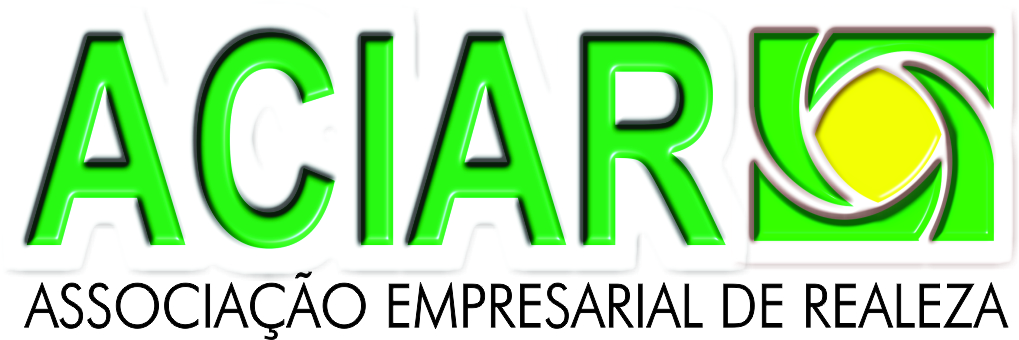 ACIAR
ASSOCIAÇÃO EMPRESARIAL DE REALEZA